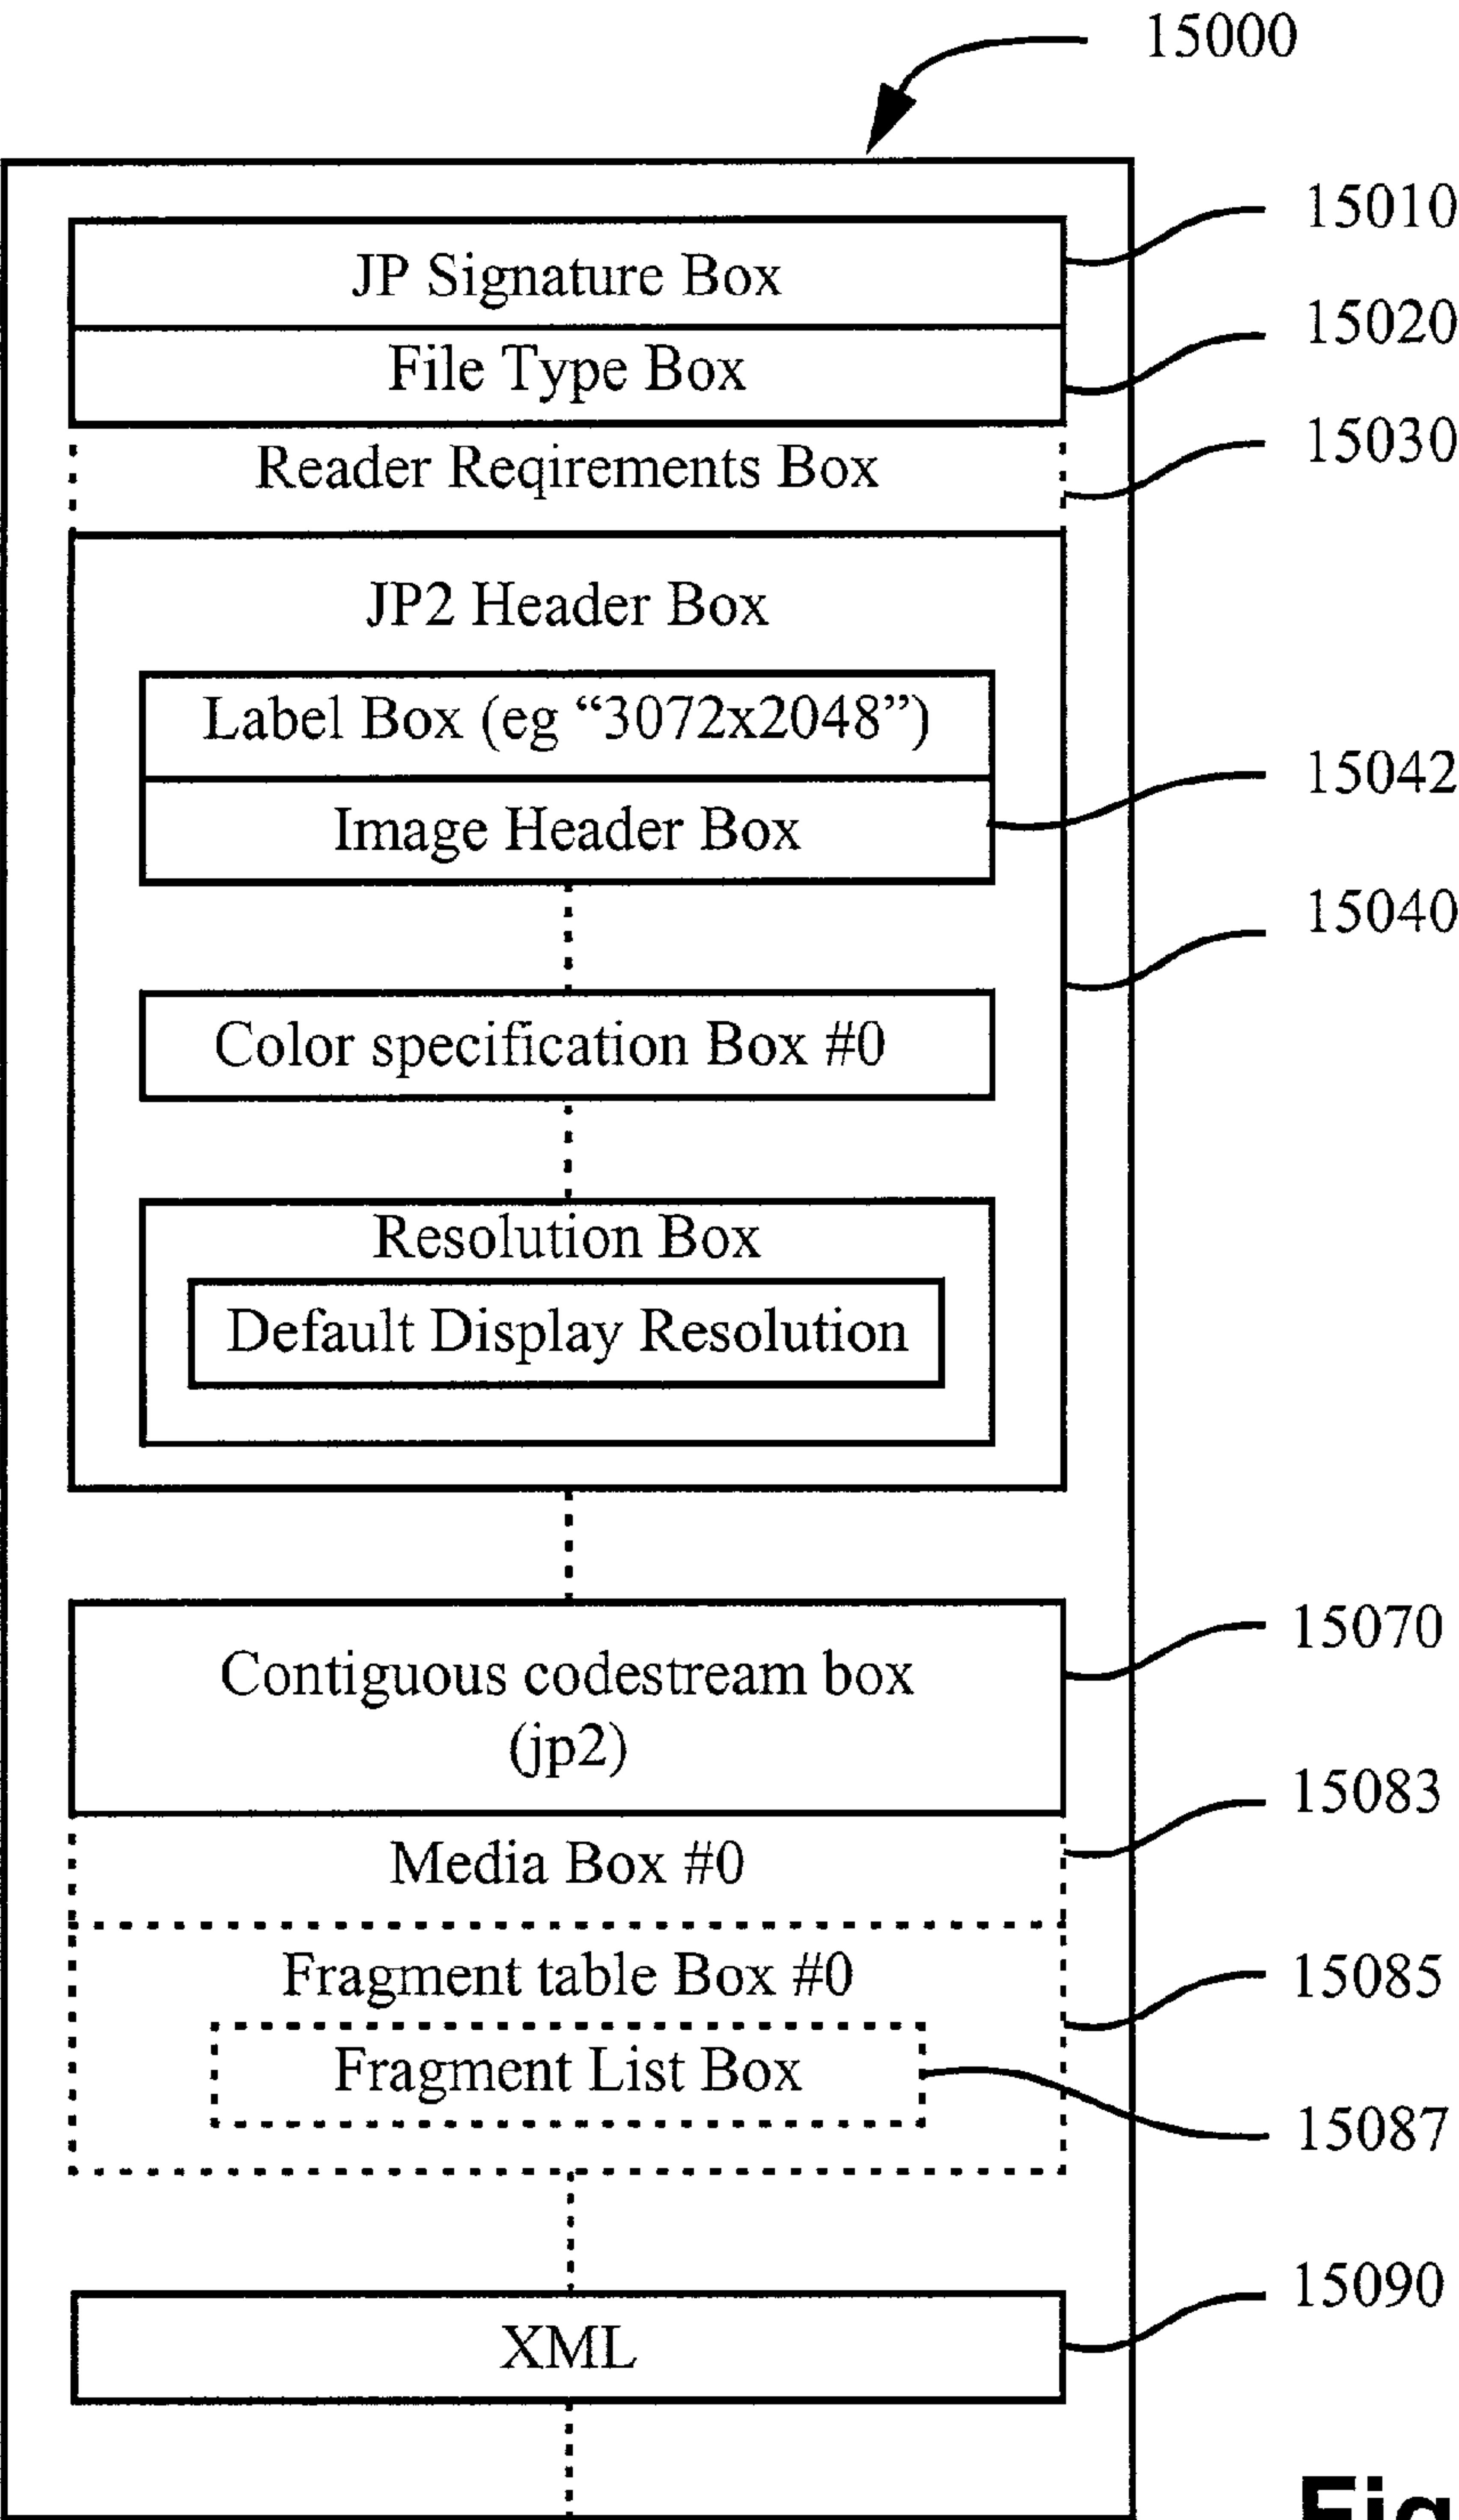 15000
JP Signature Box
15010
File Type Box
15020
Reader Reqirements Box
15030
JP2 Header Box
Label Box (eg “3072x2048”)
Image Header Box
15042
15040
Color specification Box #0
Resolution Box
Default Display Resolution
Contiguous codestream box
(jp2)
15070
Media Box #0
15083
Fragment table Box #0
15085
Fragment List Box
15087
XML
15090
Fig